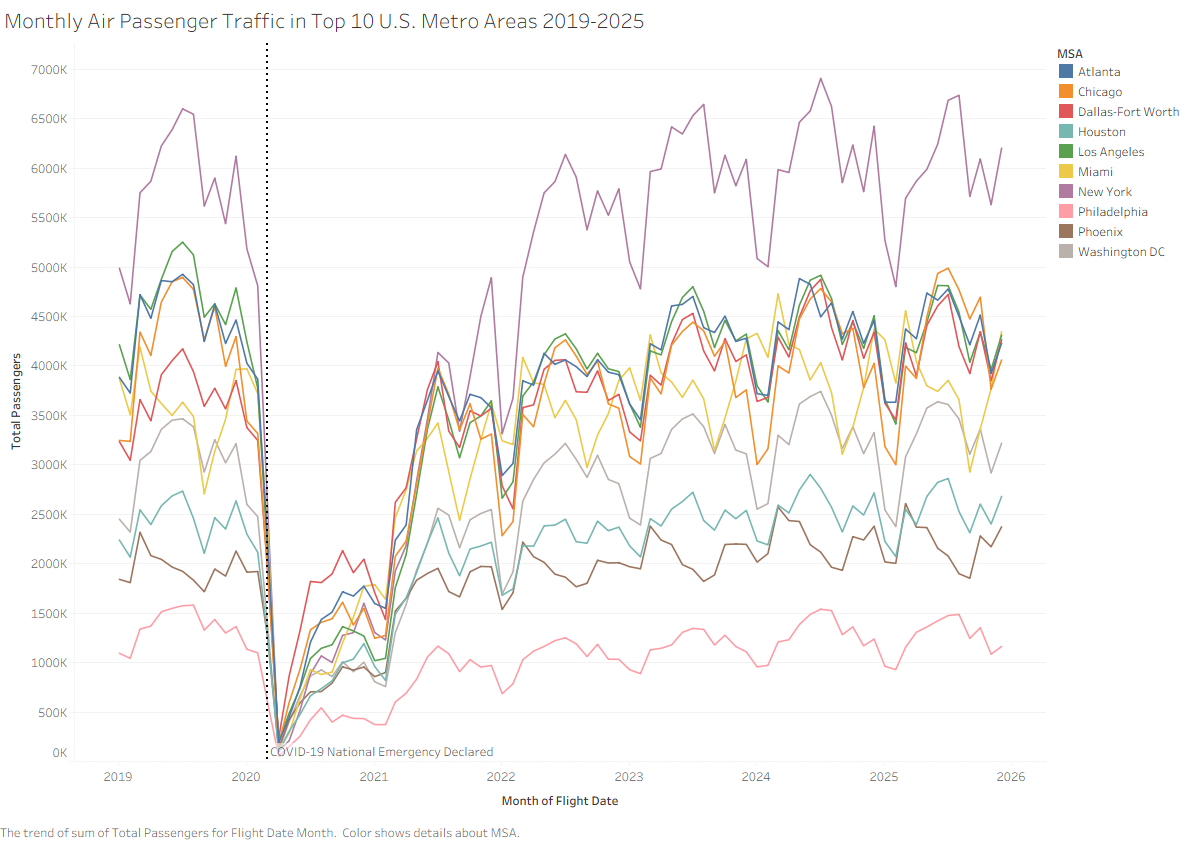 Monthly Air Passenger Traffic in Top 10 U.S. Metro Areas 2019-2025
MSA
Atlanta
Chicago
Dallas-Fort Worth
Houston
Los Angeles
Miami
New York
Philadelphia
Phoenix
Washington DC
Total Passengers
7000K
6500K
6000K
5500K
5000K
4500K
4000K
3500K
3000K
2500K
2000K
1500K
1000K
500K
0K
COVID-19 National Emergency Declared
2019 2020 2021 2022 2023 2024 2025 2026
Month of Flight Date
The trend of sum of Total Passengers for Flight Date Month. Color shows details about MSA.